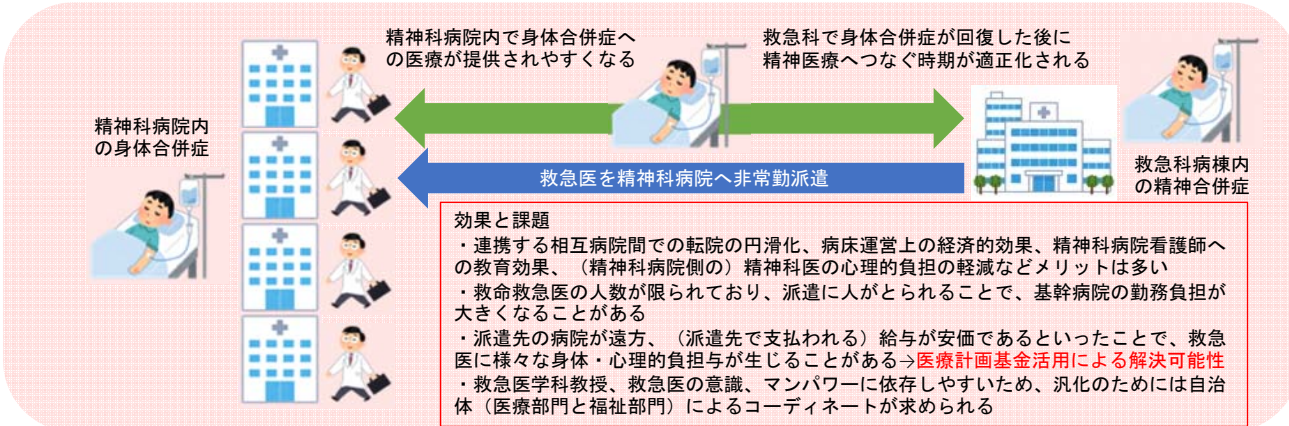 精神科病院内で身体合併症へ
の医療が提供されやすくなる
救急科で身体合併症が回復した後に
精神医療へつなぐ時期が適正化される
精神科病院内
の身体合併症
救急医を精神科病院へ非常勤派遣
救急科病棟内
の精神合併症
効果と課題
・連携する相互病院間での転院の円滑化、病床運営上の経済的効果、精神科病院看護師へ
の教育効果、（精神科病院側の）精神科医の心理的負担の軽減などメリットは多い
・救命救急医の人数が限られており、派遣に人がとられることで、基幹病院の勤務負担が
大きくなることがある
・派遣先の病院が遠方、（派遣先で支払われる）給与が安価であるといったことで、救急
医に様々な身体・心理的負担与が生じることがある→医療計画基金活用による解決可能性
・救急医学科教授、救急医の意識、マンパワーに依存しやすいため、汎化のためには自治
体（医療部門と福祉部門）によるコーディネートが求められる